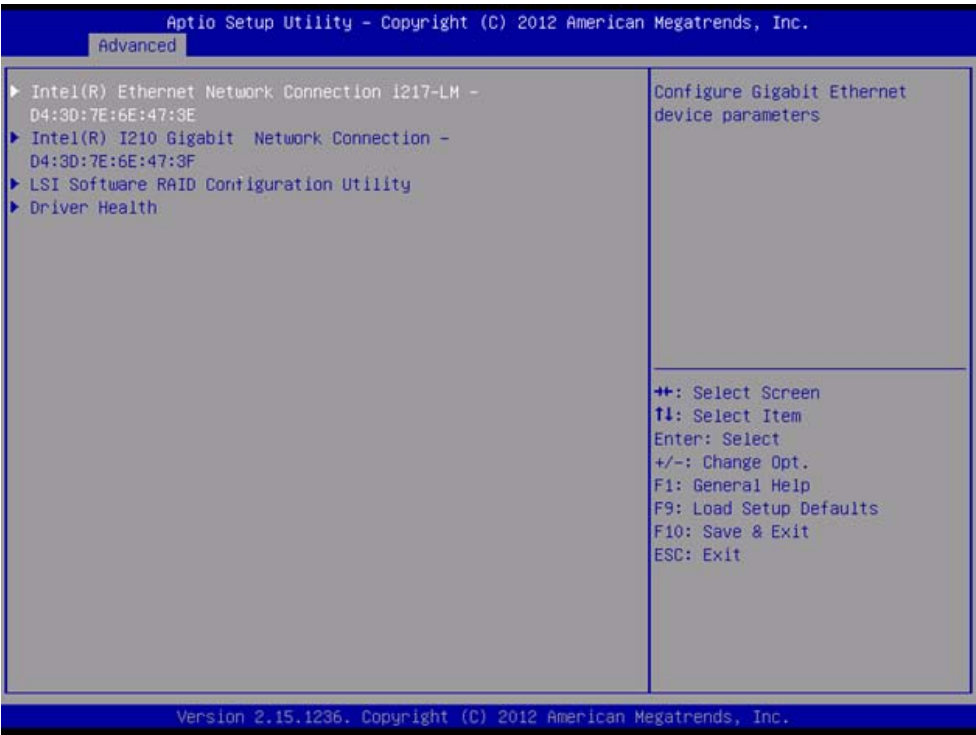 Aptio Setup Utility – Copyright (C) 2012 American Megatrends, Inc.
Advanced
Intel(R) Ethernet Network Connection i217-LM –
D4:3D:7E:6E:47:3E
Intel(R) I210 Gigabit  Network Connection –
D4:3D:7E:6E:47:3F
LSI Software RAID Configuration Utility
Driver Health
Configure Gigabit Ethernet
device parameters
→←: Select Screen
↑↓: Select Item
Enter: Select
+/-: Change Opt.
F1: General Help
F9: Load Setup Defaults
F10: Save & Exit
ESC: Exit
Version 2.15.1236. Copyright (C) 2012 American Megatrends, Inc.